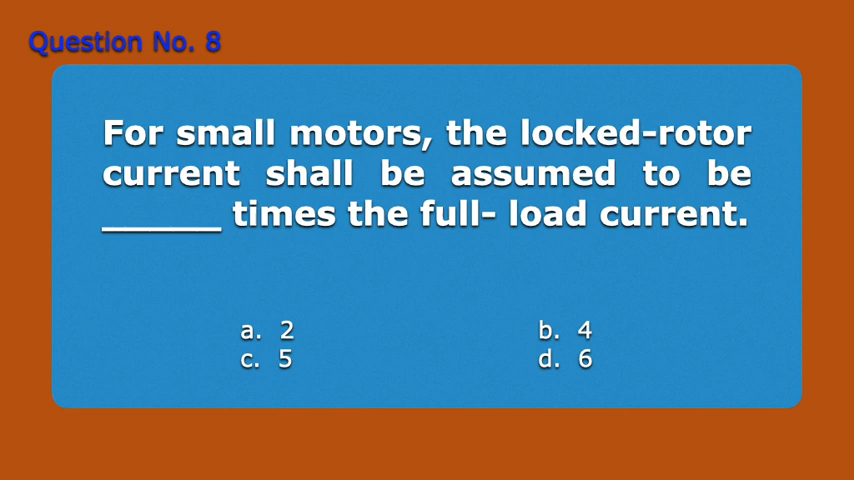 Question No. 8
For small motors, the locked-rotor
current shall be assumed to be
______ times the full- load current.
a. 2
b. 4
c. 5
d. 6